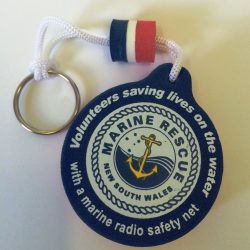 Volunteers saving lives on the water
MARINE RESCUE
NEW SOUTH WALES
with a marine radio safety net